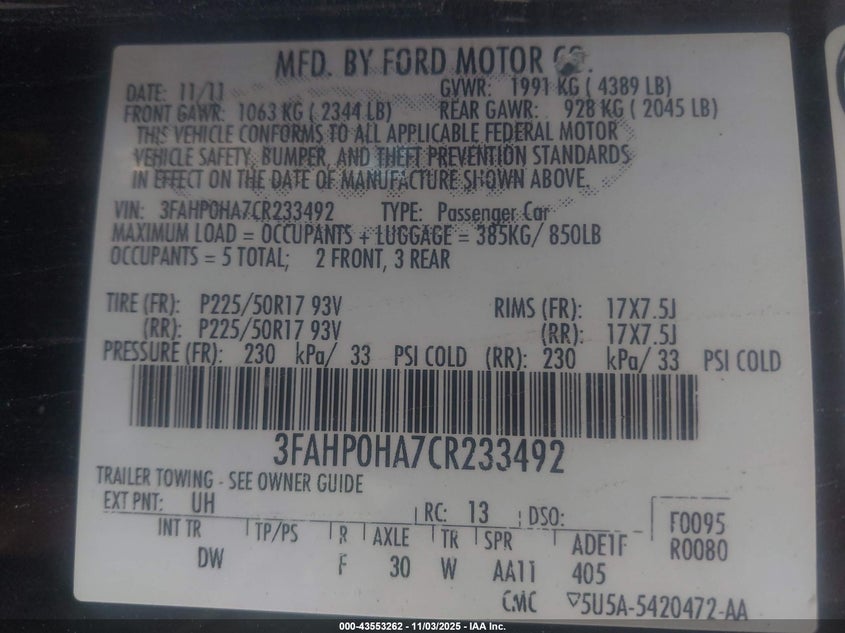 MFD. BY FORD MOTOR CO.
DATE: 11/11 GVWR: 1991 KG ( 4389 LB)
FRONT GAWR: 1063 KG ( 2344 LB) REAR GAWR: 928 KG ( 2045 LB)
THIS VEHICLE CONFORMS TO ALL APPLICABLE FEDERAL MOTOR
VEHICLE SAFETY, BUMPER, AND THEFT PREVENTION STANDARDS
IN EFFECT ON THE DATE OF MANUFACTURE SHOWN ABOVE.
VIN: 3FAHP0HA7CR233492 TYPE: Passenger Car
MAXIMUM LOAD = OCCUPANTS + LUGGAGE = 385KG/ 850LB
OCCUPANTS = 5 TOTAL; 2 FRONT, 3 REAR
TIRE (FR): P225/50R17 93V RIMS (FR): 17X7.5J
(RR): P225/50R17 93V (RR): 17X7.5J
PRESSURE (FR): 230 kPa/ 33 PSI COLD (RR): 230 kPa/ 33 PSI COLD
3FAHP0HA7CR233492
TRAILER TOWING - SEE OWNER GUIDE
EXT PNT: UH RC: 13 DSO: F0095
INT TR TP/PS R AXLE TR SPR ADE1F R0080
DW F 30 W AA11 405
CMC ▽5U5A-5420472-AA
000-43553262 - 11/03/2025 - IAA Inc.